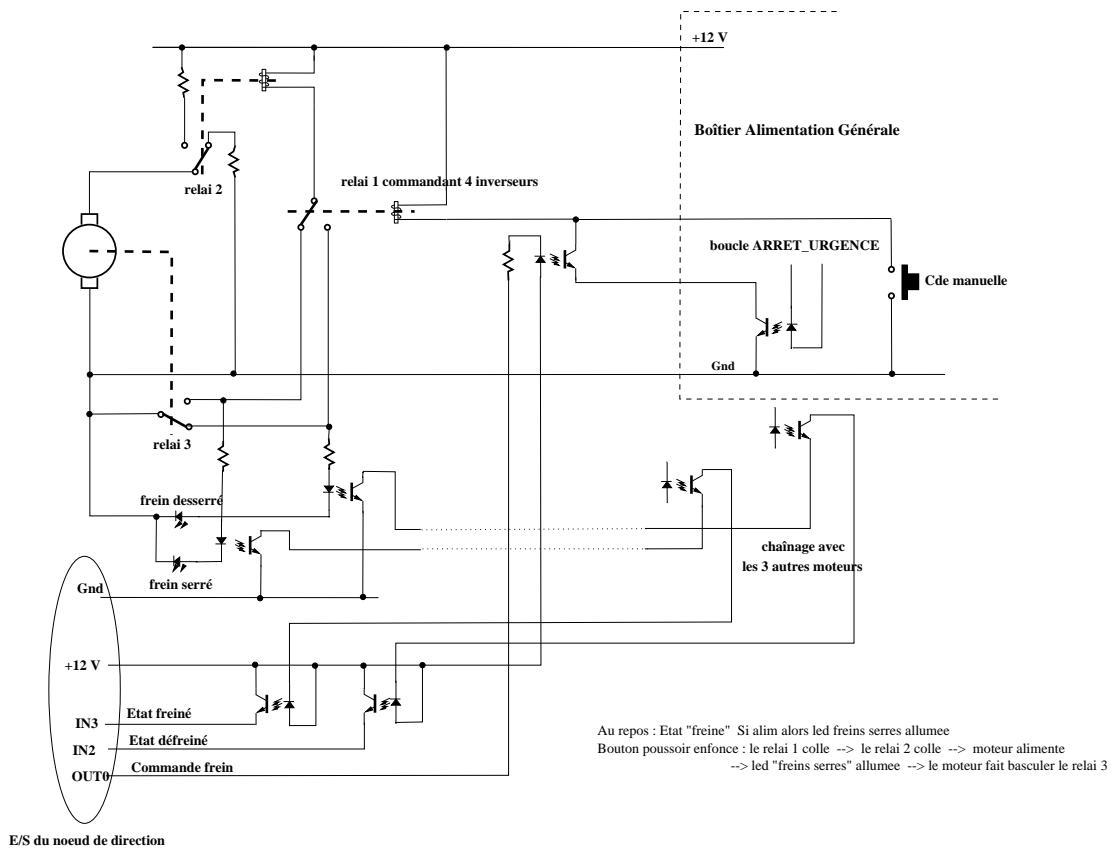 +12 V
Boîtier Alimentation Générale
relai 2
relai 1 commandant 4 inverseurs
boucle ARRET_URGENCE
Cde manuelle
Gnd
relai 3
frein desserré
frein serré
chaînage avec
les 3 autres moteurs
Gnd
+12 V
Etat freiné
IN3
Etat défreiné
IN2
Commande frein
OUT0
Au repos : Etat "freine" Si alim alors led freins serres allumee
Bouton poussoir enfonce : le relai 1 colle --> le relai 2 colle --> moteur alimente
--> led "freins serres" allumee --> le moteur fait basculer le relai 3
E/S du noeud de direction